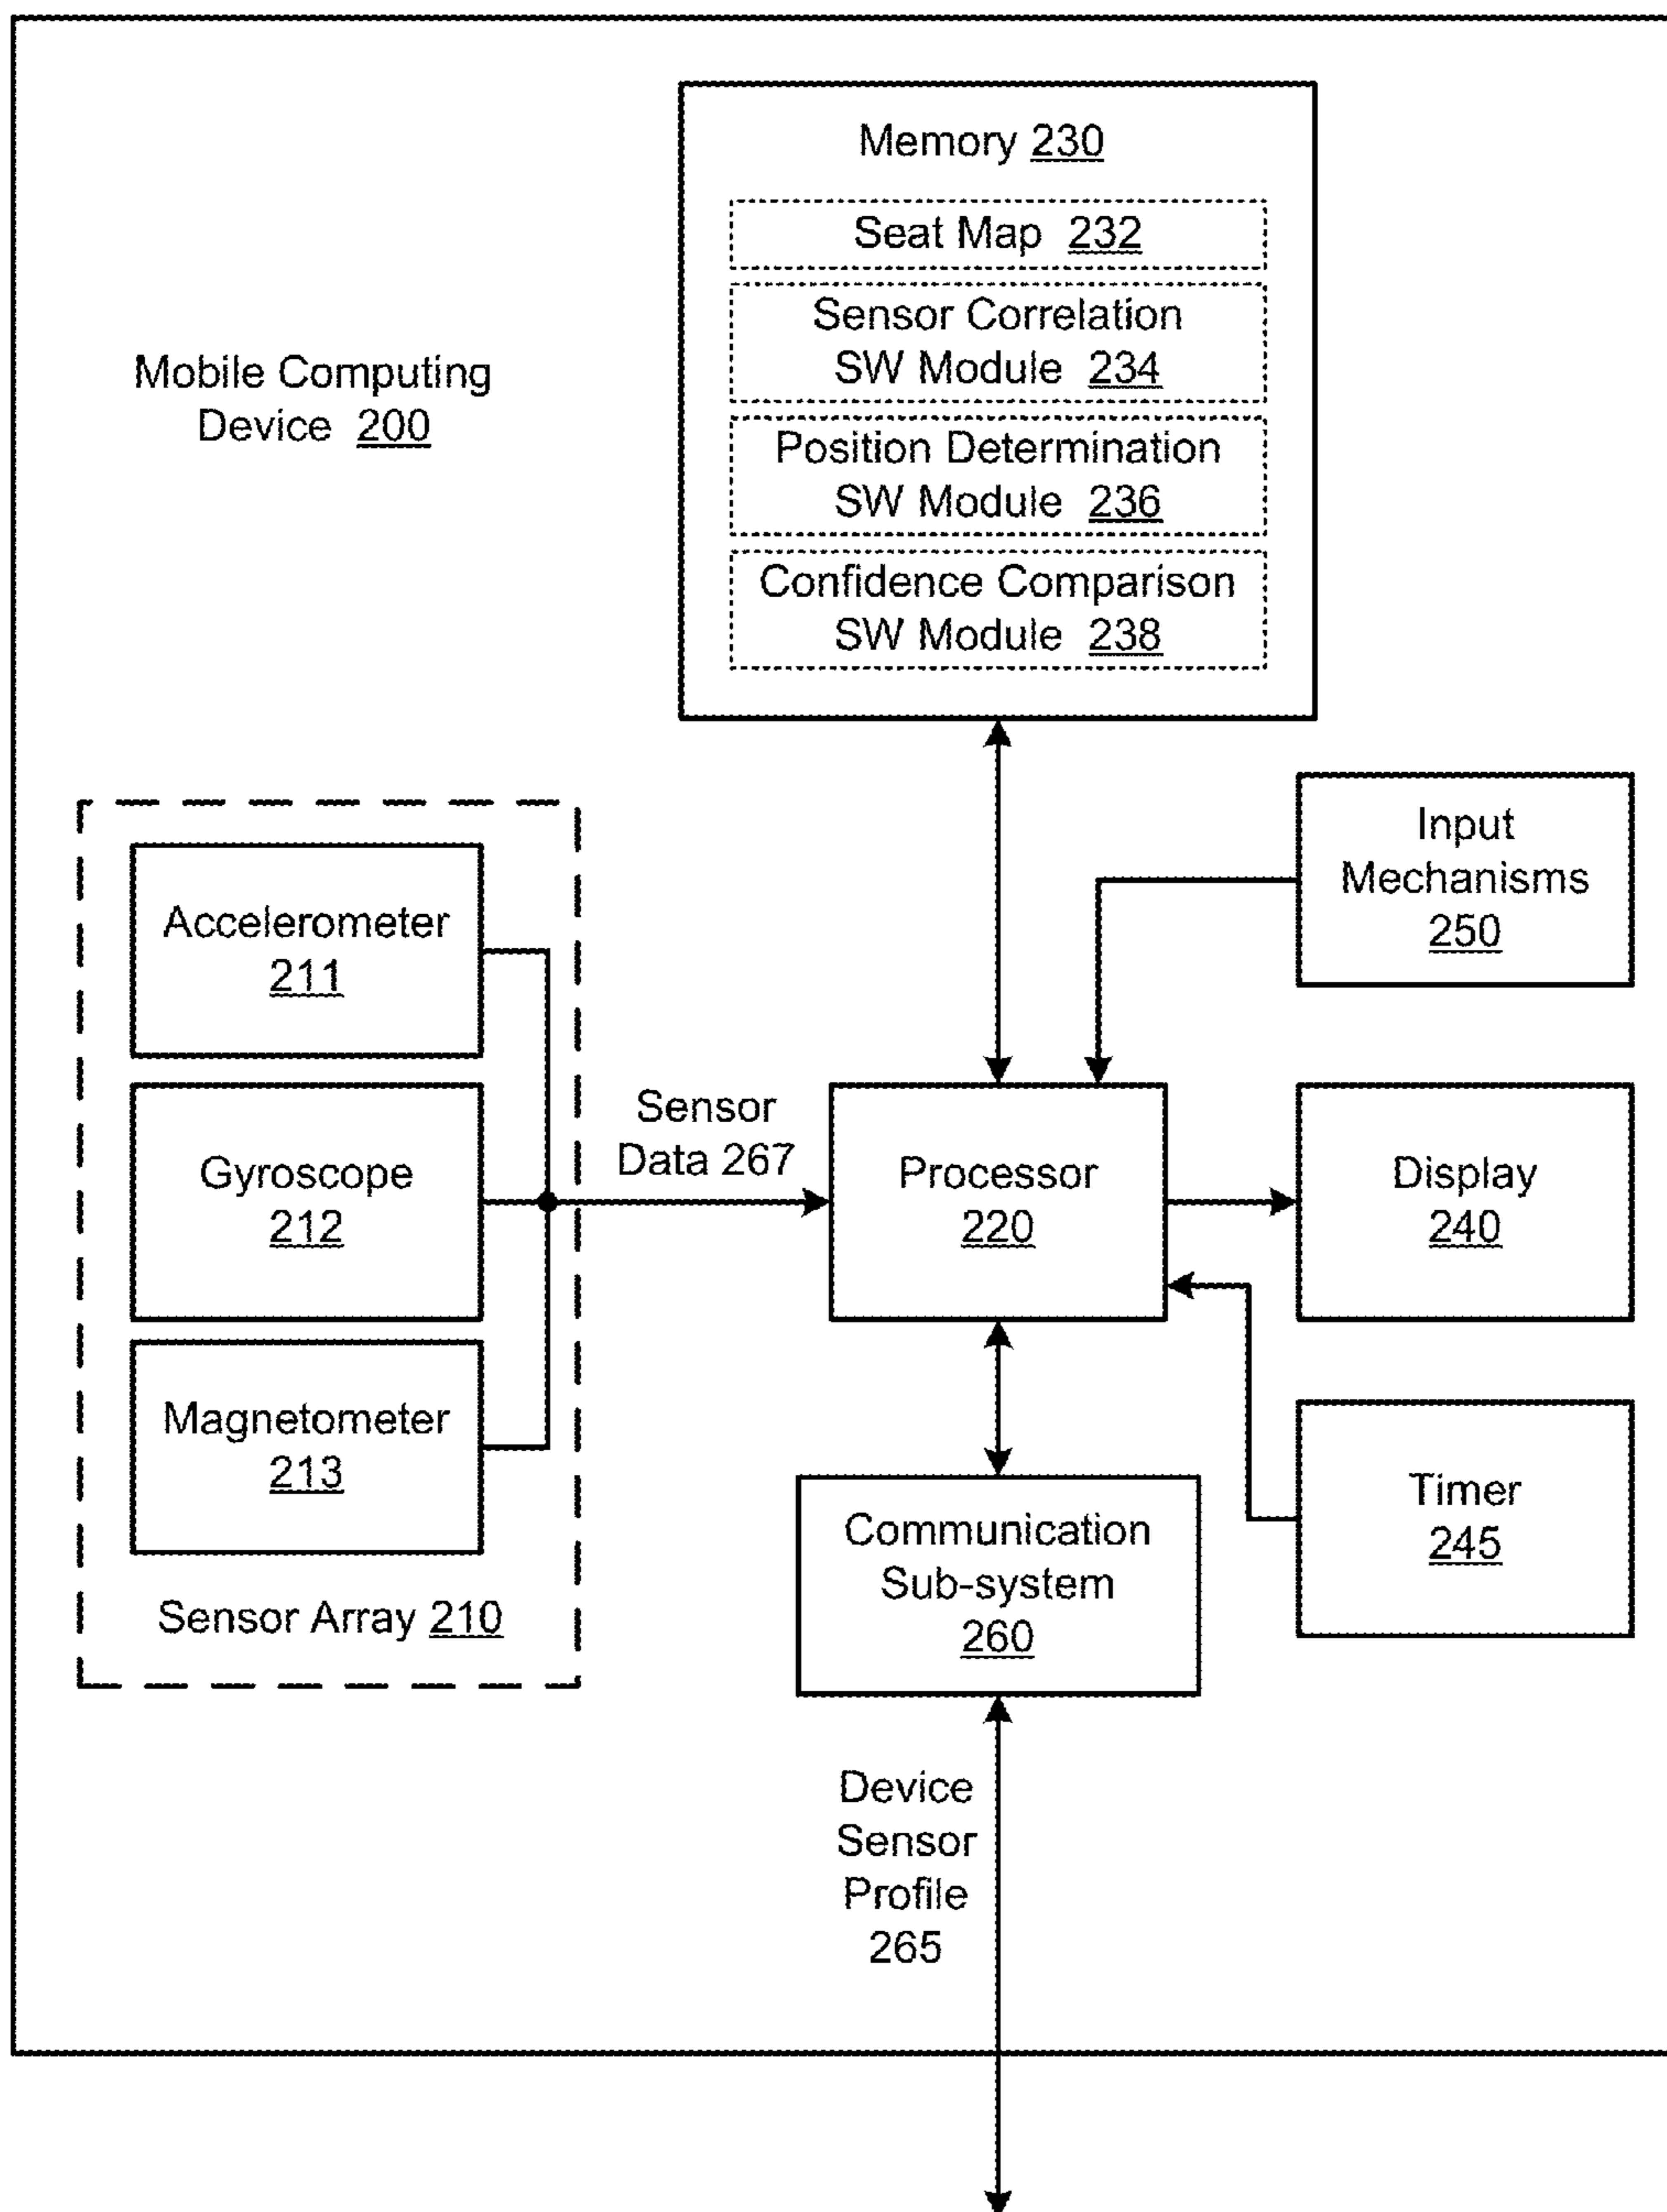 Memory 230
Seat Map 232
Sensor Correlation
SW Module 234
Position Determination
SW Module 236
Confidence Comparison
SW Module 238
Mobile Computing
Device 200
Input
Mechanisms
250
Accelerometer
211
Gyroscope
212
Magnetometer
213
Sensor Array 210
Sensor
Data 267
Processor
220
Display
240
Timer
245
Communication
Sub-system
260
Device
Sensor
Profile
265